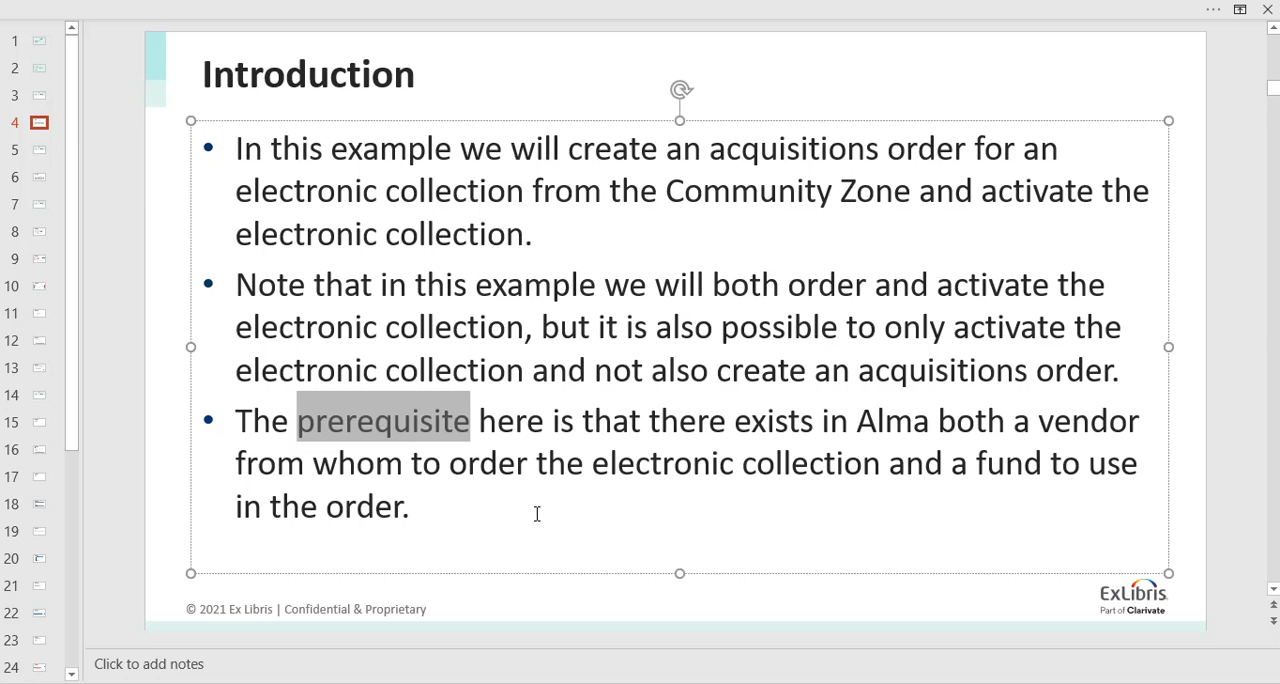 Introduction
• In this example we will create an acquisitions order for an
electronic collection from the Community Zone and activate the
electronic collection.
• Note that in this example we will both order and activate the
electronic collection, but it is also possible to only activate the
electronic collection and not also create an acquisitions order.
• The prerequisite here is that there exists in Alma both a vendor
from whom to order the electronic collection and a fund to use
in the order.
© 2021 Ex Libris | Confidential & Proprietary
ExLibris
Part of Clarivate
Click to add notes
1
2
3
4
5
6
7
8
9
10
11
12
13
14
15
16
17
18
19
20
21
22
23
24